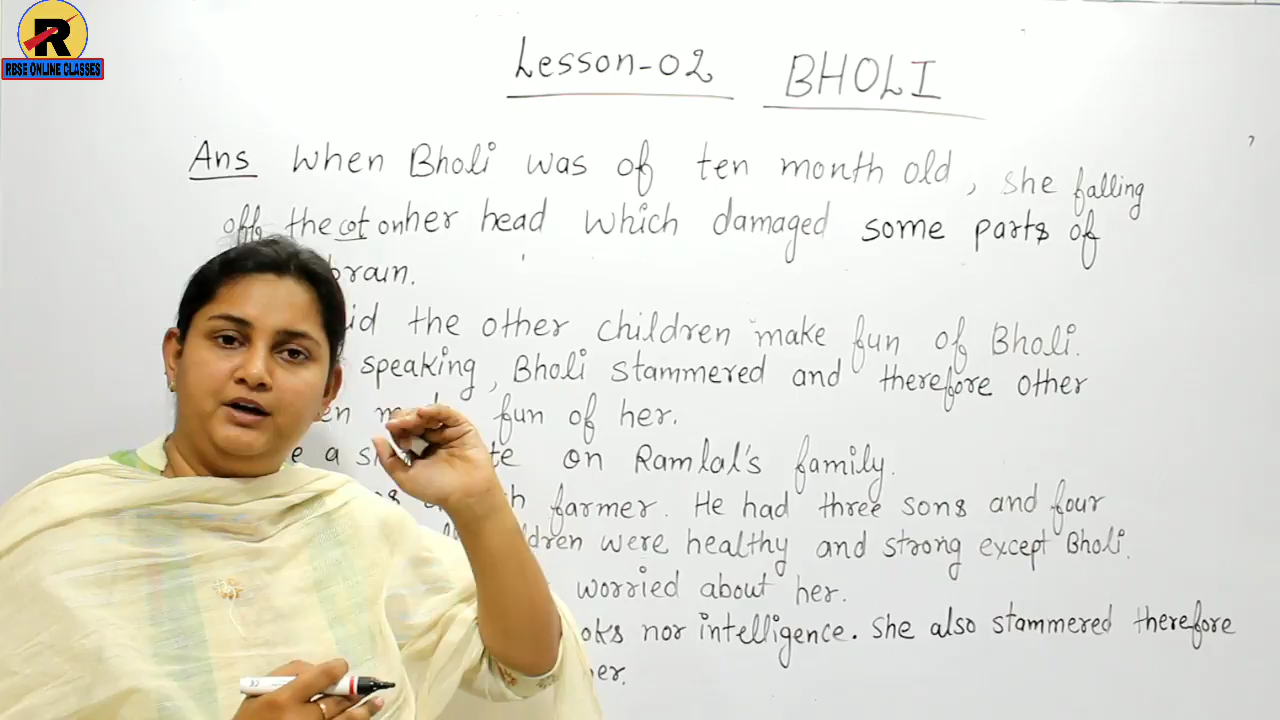 R
RBSE ONLINE CLASSES
Lesson-02 BHOLI
Ans When Bholi was of ten month old, she falling
off the cot on her head which damaged some parts of
brain.
the other children make fun of Bholi.
speaking, Bholi stammered and therefore other
fun of her.
a on Ramlal's family.
farmer. He had three sons and four
were healthy and strong except Bholi.
worried about her.
nor intelligence. She also stammered therefore
her.